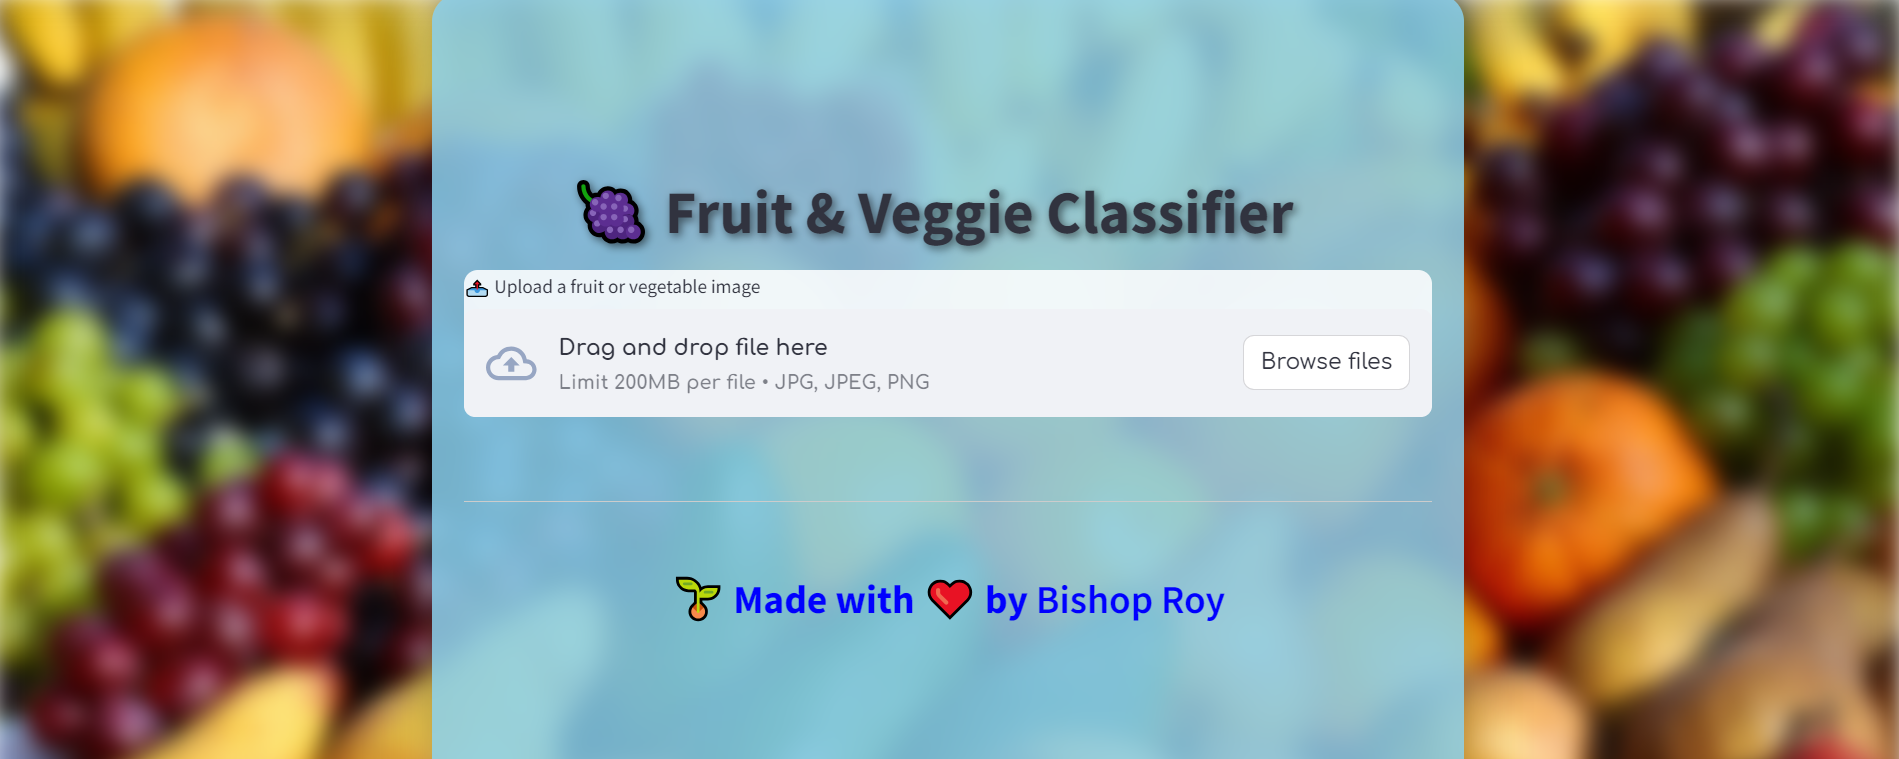 Fruit & Veggie Classifier
Upload a fruit or vegetable image
Drag and drop file here
Limit 200MB per file • JPG, JPEG, PNG
Browse files
Made with ❤️ by Bishop Roy